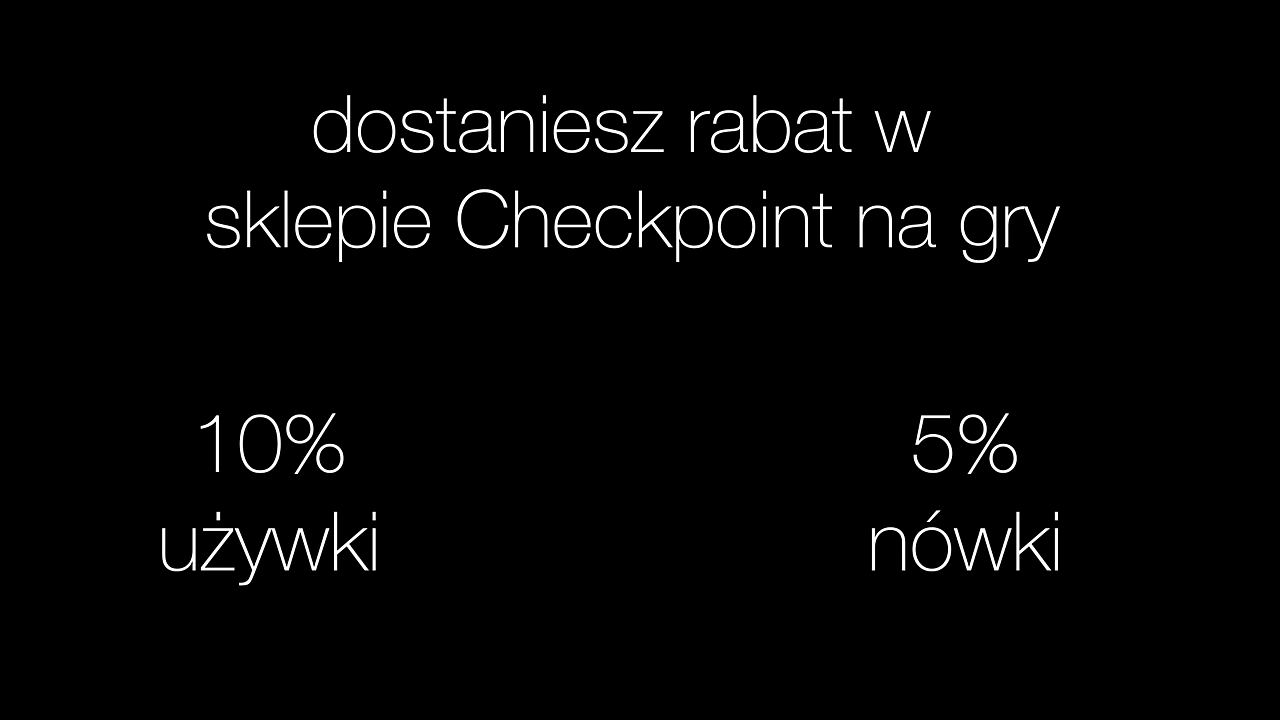 dostaniesz rabat w
sklepie Checkpoint na gry
10%
używki
5%
nówki